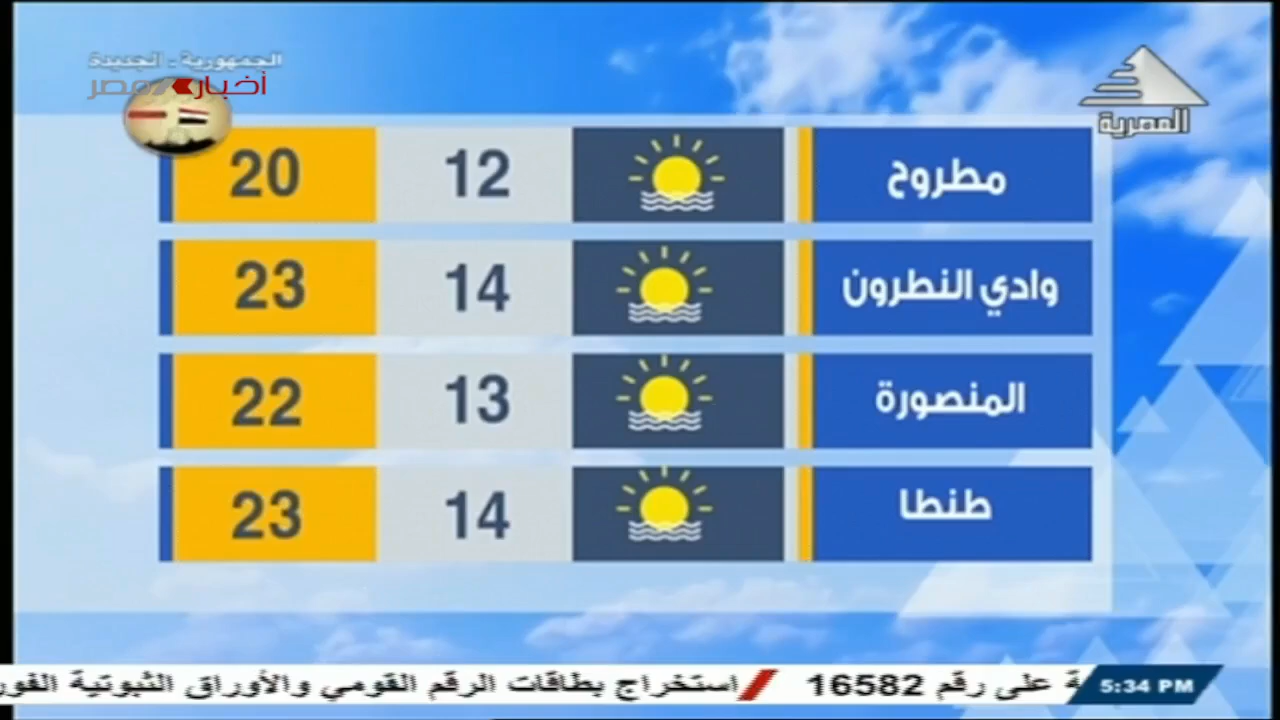 الجمهورية - الجديدة
أخبار مصر
المصرية
مطروح 12 20
وادي النطرون 14 23
المنصورة 13 22
طنطا 14 23
5:34 PM
ة على رقم 16582 استخراج بطاقات الرقم القومي والأوراق الثبوتية الفور